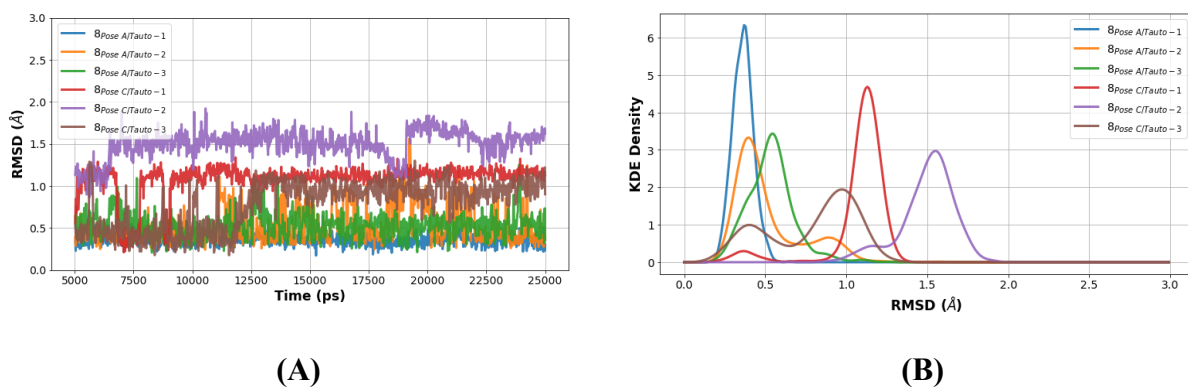 3.0
2.5
2.0
1.5
1.0
0.5
0.0
RMSD (Å)
8Pose A/Tauto−1
8Pose A/Tauto−2
8Pose A/Tauto−3
8Pose C/Tauto−1
8Pose C/Tauto−2
8Pose C/Tauto−3
5000 7500 10000 12500 15000 17500 20000 22500 25000
Time (ps)
(A)
6
5
4
3
2
1
0
KDE Density
8Pose A/Tauto−1
8Pose A/Tauto−2
8Pose A/Tauto−3
8Pose C/Tauto−1
8Pose C/Tauto−2
8Pose C/Tauto−3
0.0 0.5 1.0 1.5 2.0 2.5 3.0
RMSD (Å)
(B)